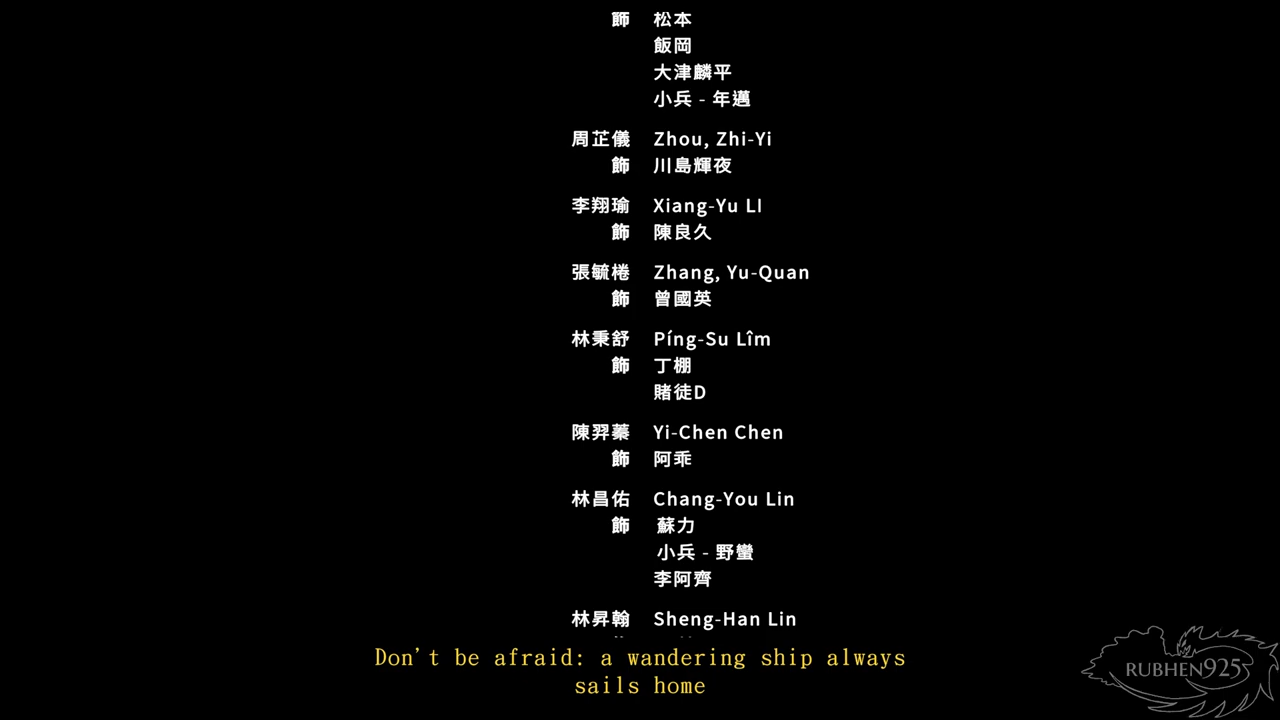 飾 松本
飯岡
大津麟平
小兵 - 年邁
周芷儀 Zhou, Zhi-Yi
飾 川島輝夜
李翔瑜 Xiang-Yu LI
飾 陳良久
張毓棬 Zhang, Yu-Quan
飾 曾國英
林秉舒 Píng-Su Lîm
飾 丁棚
賭徒D
陳羿蓁 Yi-Chen Chen
飾 阿乖
林昌佑 Chang-You Lin
飾 蘇力
小兵 - 野蠻
李阿齊
林昇翰 Sheng-Han Lin
Don't be afraid: a wandering ship always
sails home
RUBHEN925